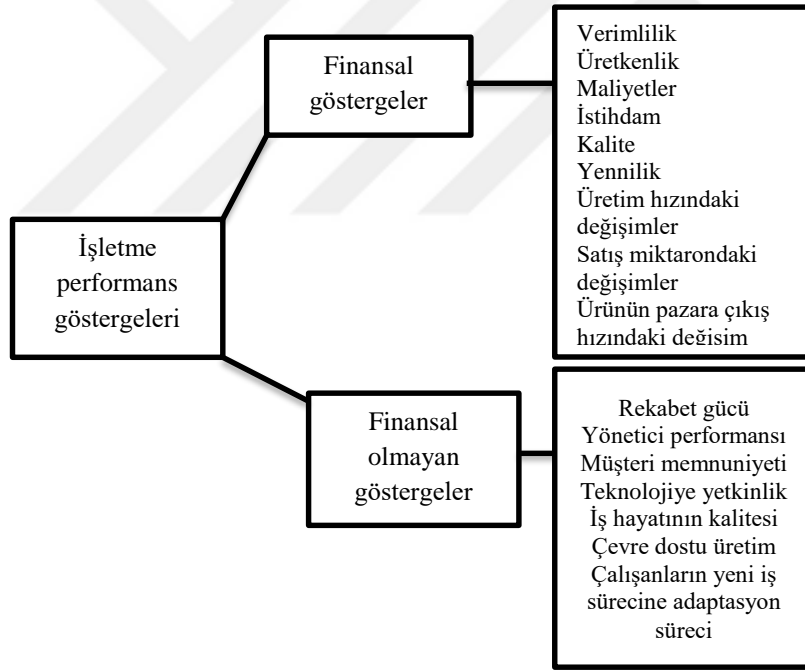 Finansal
göstergeler
Verimlilik
Üretkenlik
Maliyetler
İstihdam
Kalite
Yennilik
Üretim hızındaki
değişimler
Satış miktarondaki
değişimler
Ürünün pazara çıkış
hızındaki değişim
İşletme
performans
göstergeleri
Finansal
olmayan
göstergeler
Rekabet gücü
Yönetici performansı
Müşteri memnuniyeti
Teknolojiye yetkinlik
İş hayatının kalitesi
Çevre dostu üretim
Çalışanların yeni iş
sürecine adaptasyon
süreci